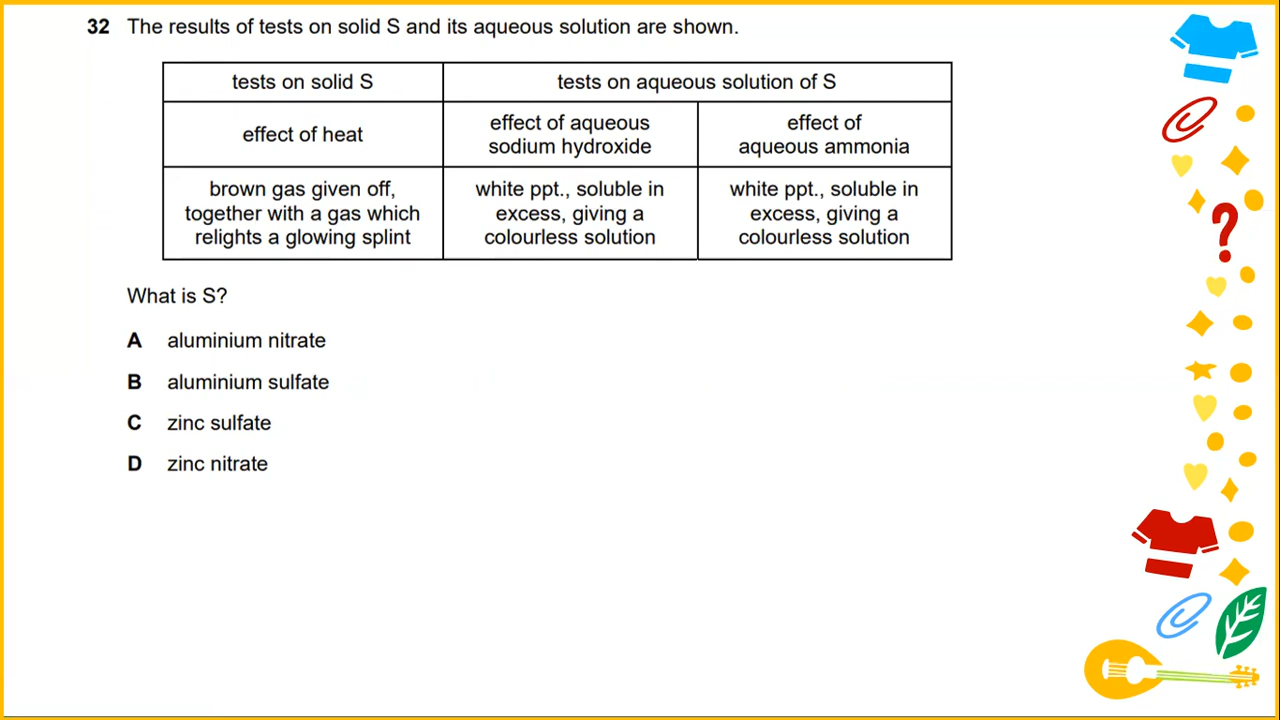 32 The results of tests on solid S and its aqueous solution are shown.
tests on solid S
tests on aqueous solution of S
effect of heat
effect of aqueous
sodium hydroxide
effect of
aqueous ammonia
brown gas given off,
together with a gas which
relights a glowing splint
white ppt., soluble in
excess, giving a
colourless solution
white ppt., soluble in
excess, giving a
colourless solution
What is S?
A aluminium nitrate
B aluminium sulfate
C zinc sulfate
D zinc nitrate